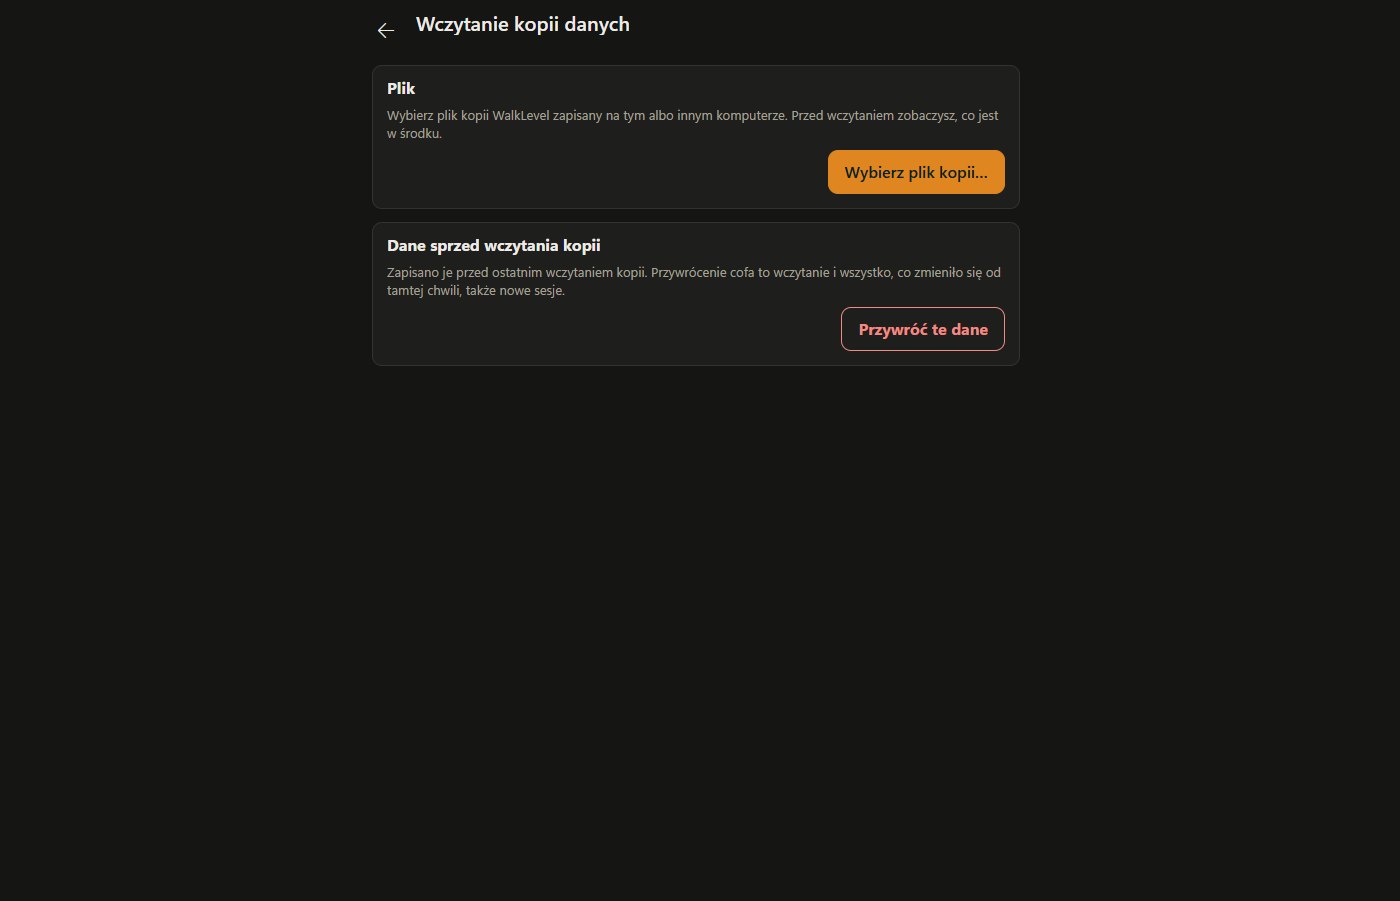 Wczytanie kopii danych
Plik
Wybierz plik kopii WalkLevel zapisany na tym albo innym komputerze. Przed wczytaniem zobaczysz, co jest
w środku.
Wybierz plik kopii...
Dane sprzed wczytania kopii
Zapisano je przed ostatnim wczytaniem kopii. Przywrócenie cofa to wczytanie i wszystko, co zmieniło się od
tamtej chwili, także nowe sesje.
Przywróć te dane